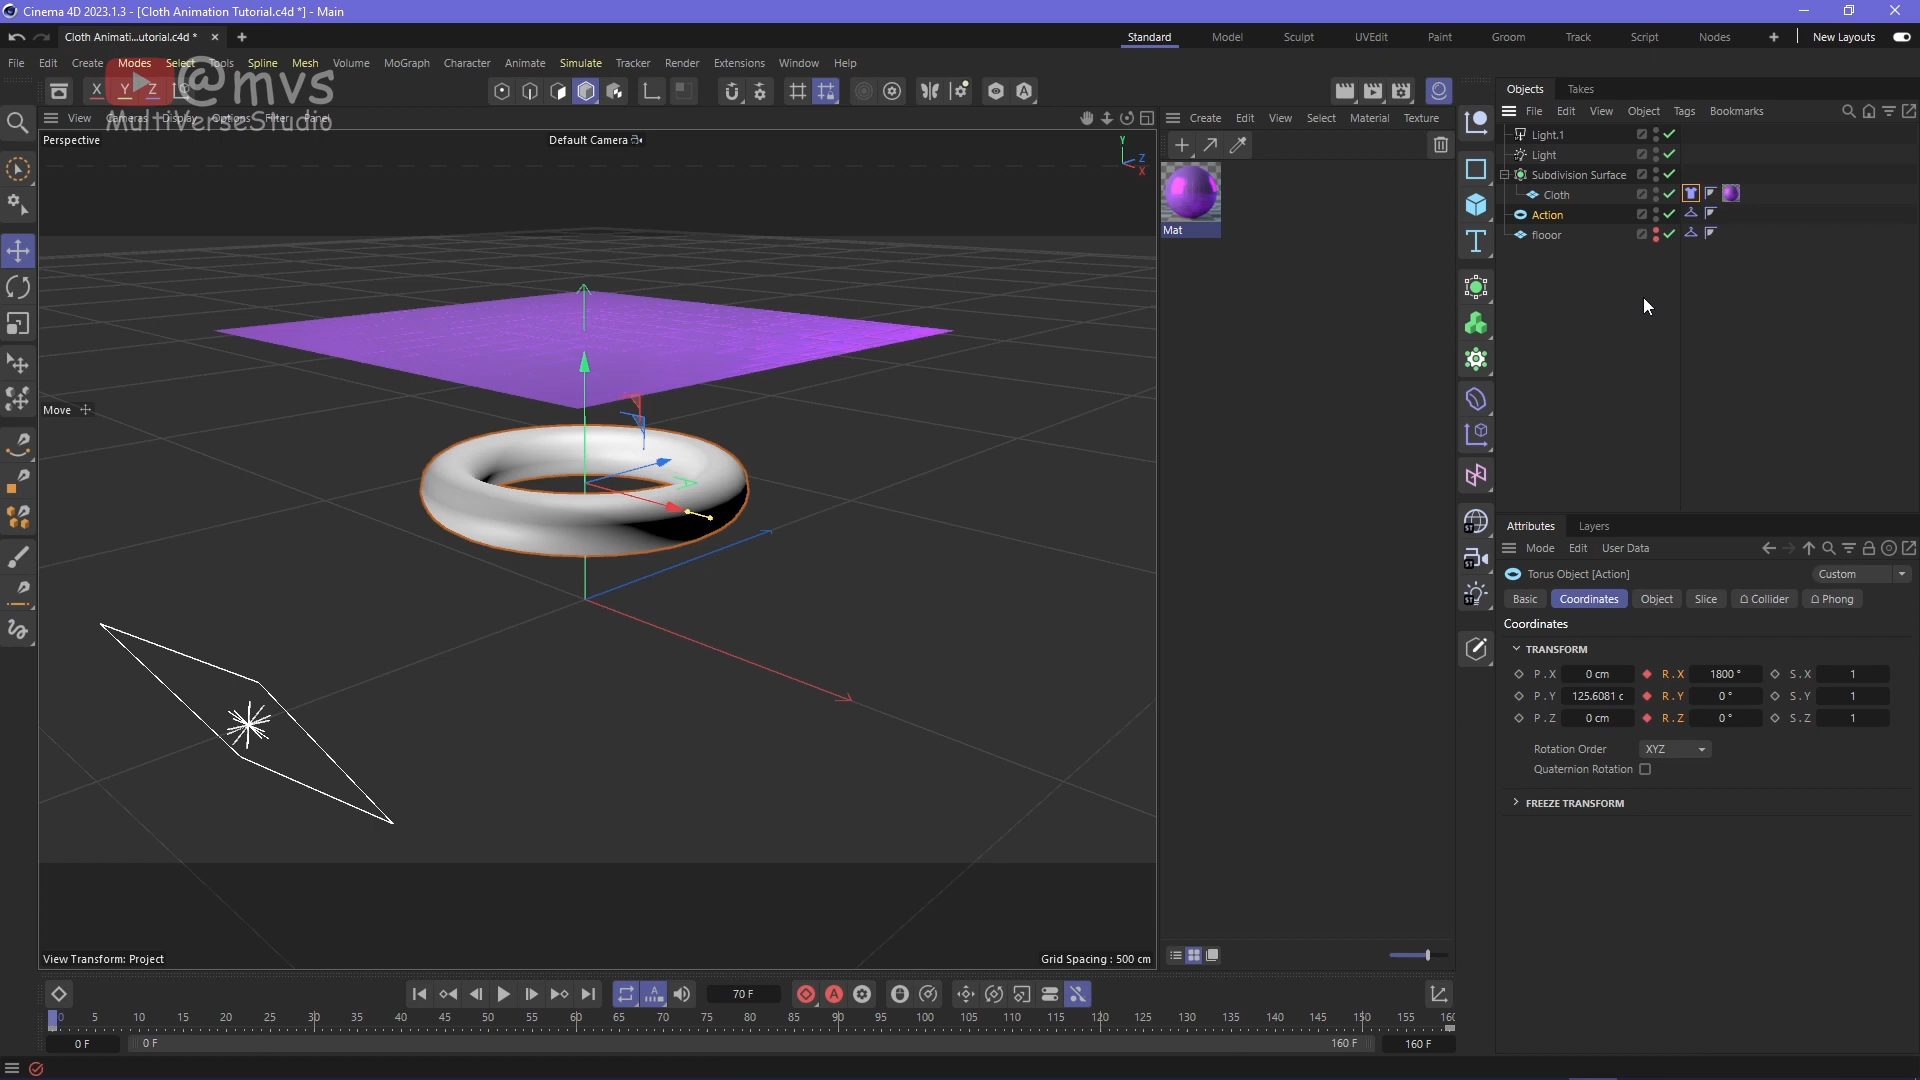 Cinema 4D 2023.1.3 - [Cloth Animation Tutorial.c4d *] - Main
Cloth Animati...utorial.c4d *
Standard Model Sculpt UVEdit Paint Groom Track Script Nodes New Layouts
File Edit Create Modes Select Tools Spline Mesh Volume MoGraph Character Animate Simulate Tracker Render Extensions Window Help
@mvs
MultiVerseStudio
X Y Z
Objects Takes
File Edit View Object Tags Bookmarks
View Cameras Display Options Filter Panel
Create Edit View Select Material Texture
Perspective
Default Camera
Y
Z
X
Light.1
Light
Subdivision Surface
Cloth
Action
flooor
Mat
Move
Attributes Layers
Mode Edit User Data
Torus Object [Action]
Custom
Basic Coordinates Object Slice Collider Phong
Coordinates
TRANSFORM
P . X 0 cm R . X 1800 ° S . X 1
P . Y 125.6081 c R . Y 0 ° S . Y 1
P . Z 0 cm R . Z 0 ° S . Z 1
Rotation Order XYZ
Quaternion Rotation
FREEZE TRANSFORM
View Transform: Project
Grid Spacing : 500 cm
70 F
0 5 10 15 20 25 30 35 40 45 50 55 60 65 70 75 80 85 90 95 100 105 110 115 120 125 130 135 140 145 150 155 160
0 F 0 F 160 F 160 F